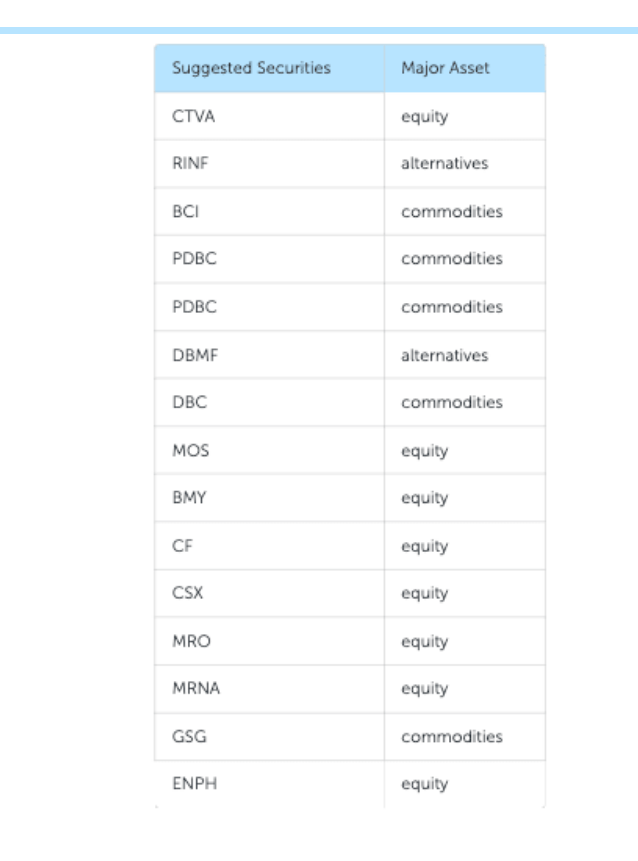 Suggested Securities Major Asset
CTVA equity
RINF alternatives
BCI commodities
PDBC commodities
PDBC commodities
DBMF alternatives
DBC commodities
MOS equity
BMY equity
CF equity
CSX equity
MRO equity
MRNA equity
GSG commodities
ENPH equity